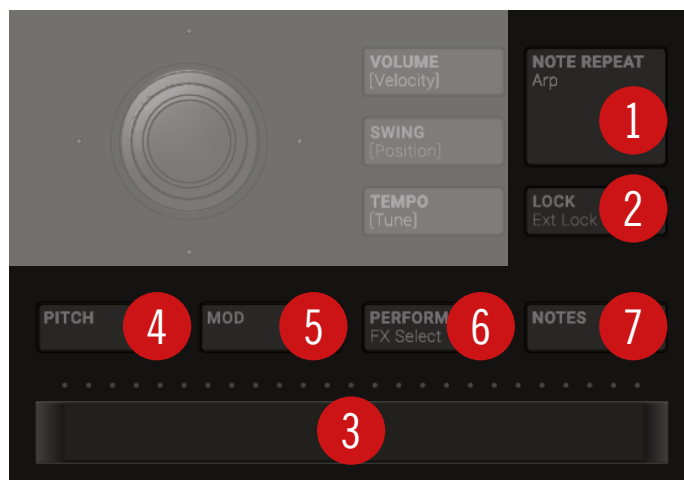 VOLUME
[Velocity]
NOTE REPEAT
Arp
1
SWING
[Position]
TEMPO
[Tune]
LOCK
Ext Lock
2
PITCH
4
MOD
5
PERFORM
FX Select
6
NOTES
7
3